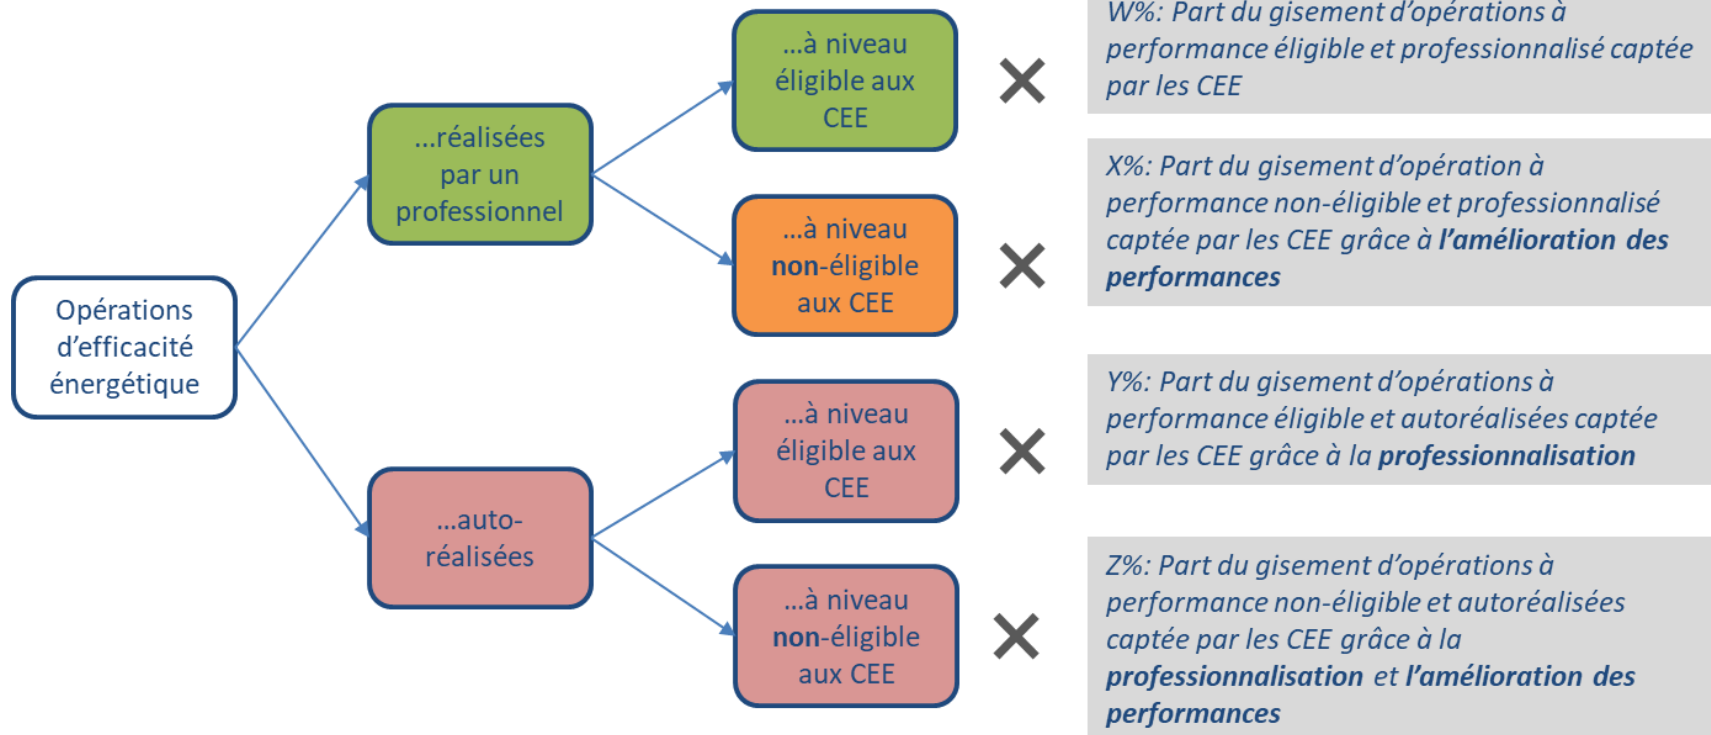 Opérations
d'efficacité
énergétique
...réalisées
par un
professionnel
...auto-
réalisées
...à niveau
éligible aux
CEE
...à niveau
non-éligible
aux CEE
...à niveau
éligible aux
CEE
...à niveau
non-éligible
aux CEE
W%: Part du gisement d'opérations à
performance éligible et professionnalisé captée
par les CEE
X%: Part du gisement d'opération à
performance non-éligible et professionnalisé
captée par les CEE grâce à l'amélioration des
performances
Y%: Part du gisement d'opérations à
performance éligible et autoréalisées captée
par les CEE grâce à la professionnalisation
Z%: Part du gisement d'opérations à
performance non-éligible et autoréalisées
captée par les CEE grâce à la
professionnalisation et l'amélioration des
performances